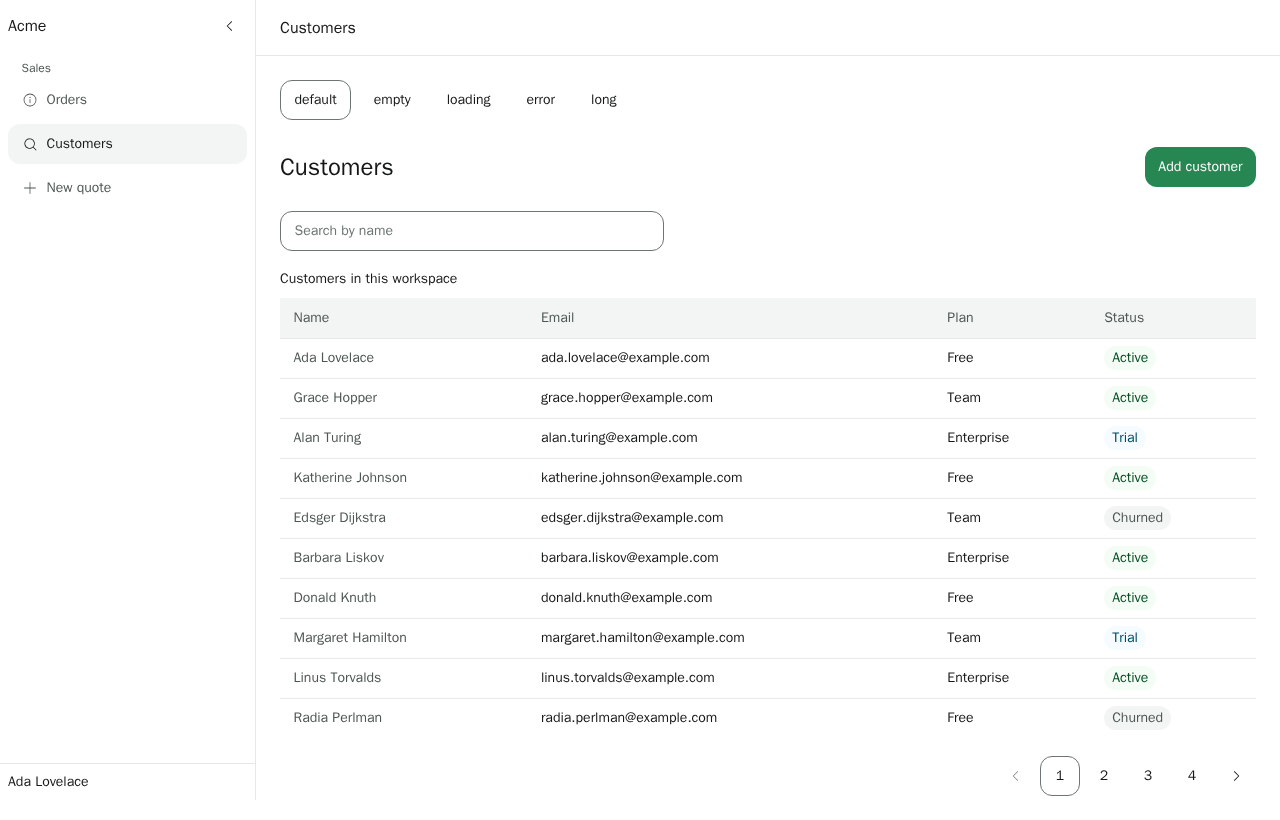 Acme
Sales
Orders
Customers
New quote
Ada Lovelace
Customers
default empty loading error long
Customers
Add customer
Search by name
Customers in this workspace
Name Email Plan Status
Ada Lovelace ada.lovelace@example.com Free Active
Grace Hopper grace.hopper@example.com Team Active
Alan Turing alan.turing@example.com Enterprise Trial
Katherine Johnson katherine.johnson@example.com Free Active
Edsger Dijkstra edsger.dijkstra@example.com Team Churned
Barbara Liskov barbara.liskov@example.com Enterprise Active
Donald Knuth donald.knuth@example.com Free Active
Margaret Hamilton margaret.hamilton@example.com Team Trial
Linus Torvalds linus.torvalds@example.com Enterprise Active
Radia Perlman radia.perlman@example.com Free Churned
1 2 3 4